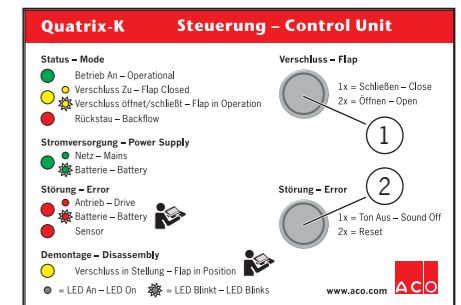 Quatrix-K Steuerung – Control Unit
Status – Mode
Betrieb An – Operational
Verschluss Zu – Flap Closed
Verschluss öffnet/schließt – Flap in Operation
Rückstau – Backflow
Stromversorgung – Power Supply
Netz – Mains
Batterie – Battery
Störung – Error
Antrieb – Drive
Batterie – Battery
Sensor
Demontage – Disassembly
Verschluss in Stellung – Flap in Position
= LED An – LED On = LED Blinkt – LED Blinks
Verschluss – Flap
1x = Schließen – Close
2x = Öffnen – Open
1
2
Störung – Error
1x = Ton Aus – Sound Off
2x = Reset
www.aco.com ACO